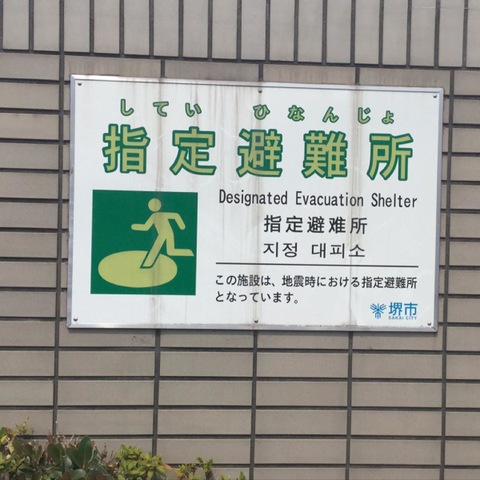 してい ひなんじょ
指定避難所
Designated Evacuation Shelter
指定避难所
지정 대피소
この施設は、地震時における指定避難所
となっています。
堺市
SAKAI CITY